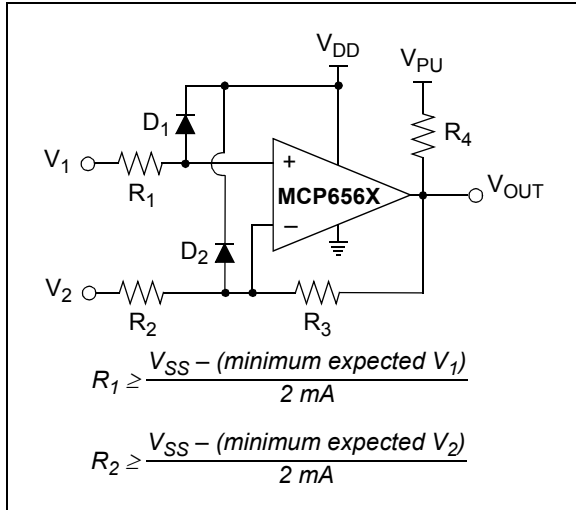 V_DD
V_PU
D_1
R_4
V_1
R_1
+
MCP656X
V_OUT
–
D_2
V_2
R_2
R_3
R_1 ≥ V_SS – (minimum expected V_1) / 2 mA
R_2 ≥ V_SS – (minimum expected V_2) / 2 mA